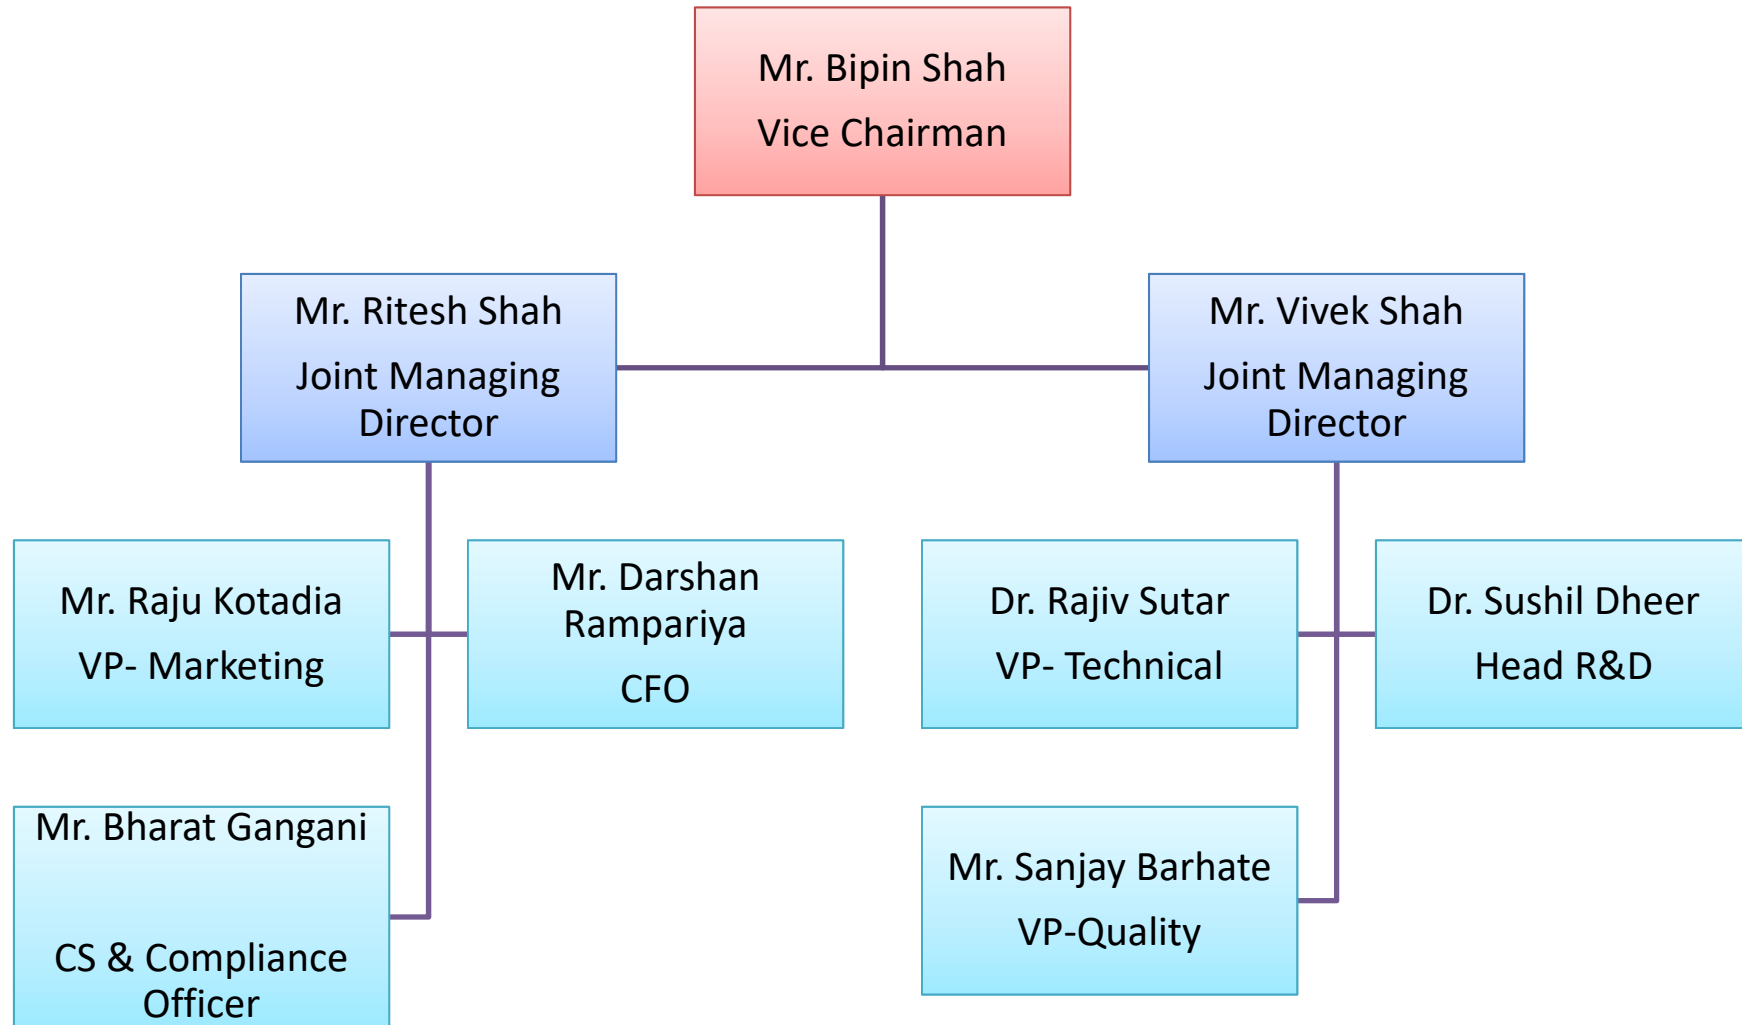 Mr. Bipin Shah
Vice Chairman
Mr. Ritesh Shah
Joint Managing
Director
Mr. Vivek Shah
Joint Managing
Director
Mr. Raju Kotadia
VP- Marketing
Mr. Darshan
Rampariya
CFO
Dr. Rajiv Sutar
VP- Technical
Dr. Sushil Dheer
Head R&D
Mr. Bharat Gangani
CS & Compliance
Officer
Mr. Sanjay Barhate
VP-Quality